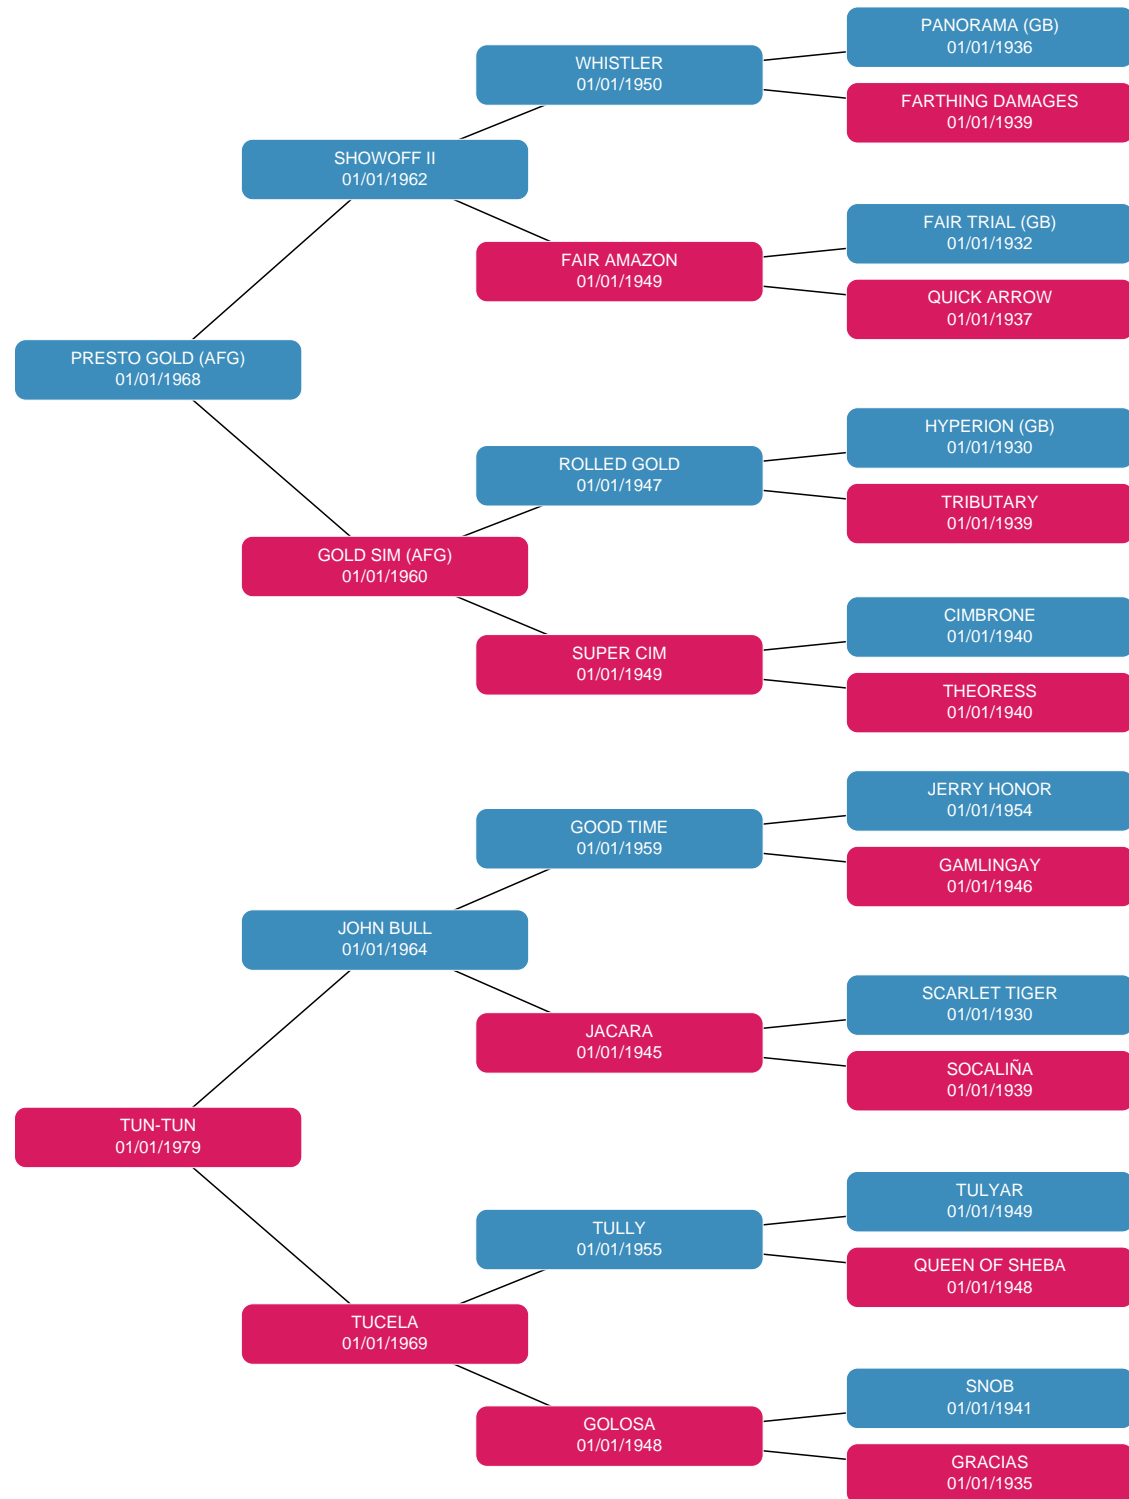 PANORAMA (GB)
01/01/1936
WHISTLER
01/01/1950
FARTHING DAMAGES
01/01/1939
SHOWOFF II
01/01/1962
FAIR TRIAL (GB)
01/01/1932
FAIR AMAZON
01/01/1949
QUICK ARROW
01/01/1937
PRESTO GOLD (AFG)
01/01/1968
HYPERION (GB)
01/01/1930
ROLLED GOLD
01/01/1947
TRIBUTARY
01/01/1939
GOLD SIM (AFG)
01/01/1960
CIMBRONE
01/01/1940
SUPER CIM
01/01/1949
THEORESS
01/01/1940
JERRY HONOR
01/01/1954
GOOD TIME
01/01/1959
GAMLINGAY
01/01/1946
JOHN BULL
01/01/1964
SCARLET TIGER
01/01/1930
JACARA
01/01/1945
SOCALIÑA
01/01/1939
TUN-TUN
01/01/1979
TULYAR
01/01/1949
TULLY
01/01/1955
QUEEN OF SHEBA
01/01/1948
TUCELA
01/01/1969
SNOB
01/01/1941
GOLOSA
01/01/1948
GRACIAS
01/01/1935